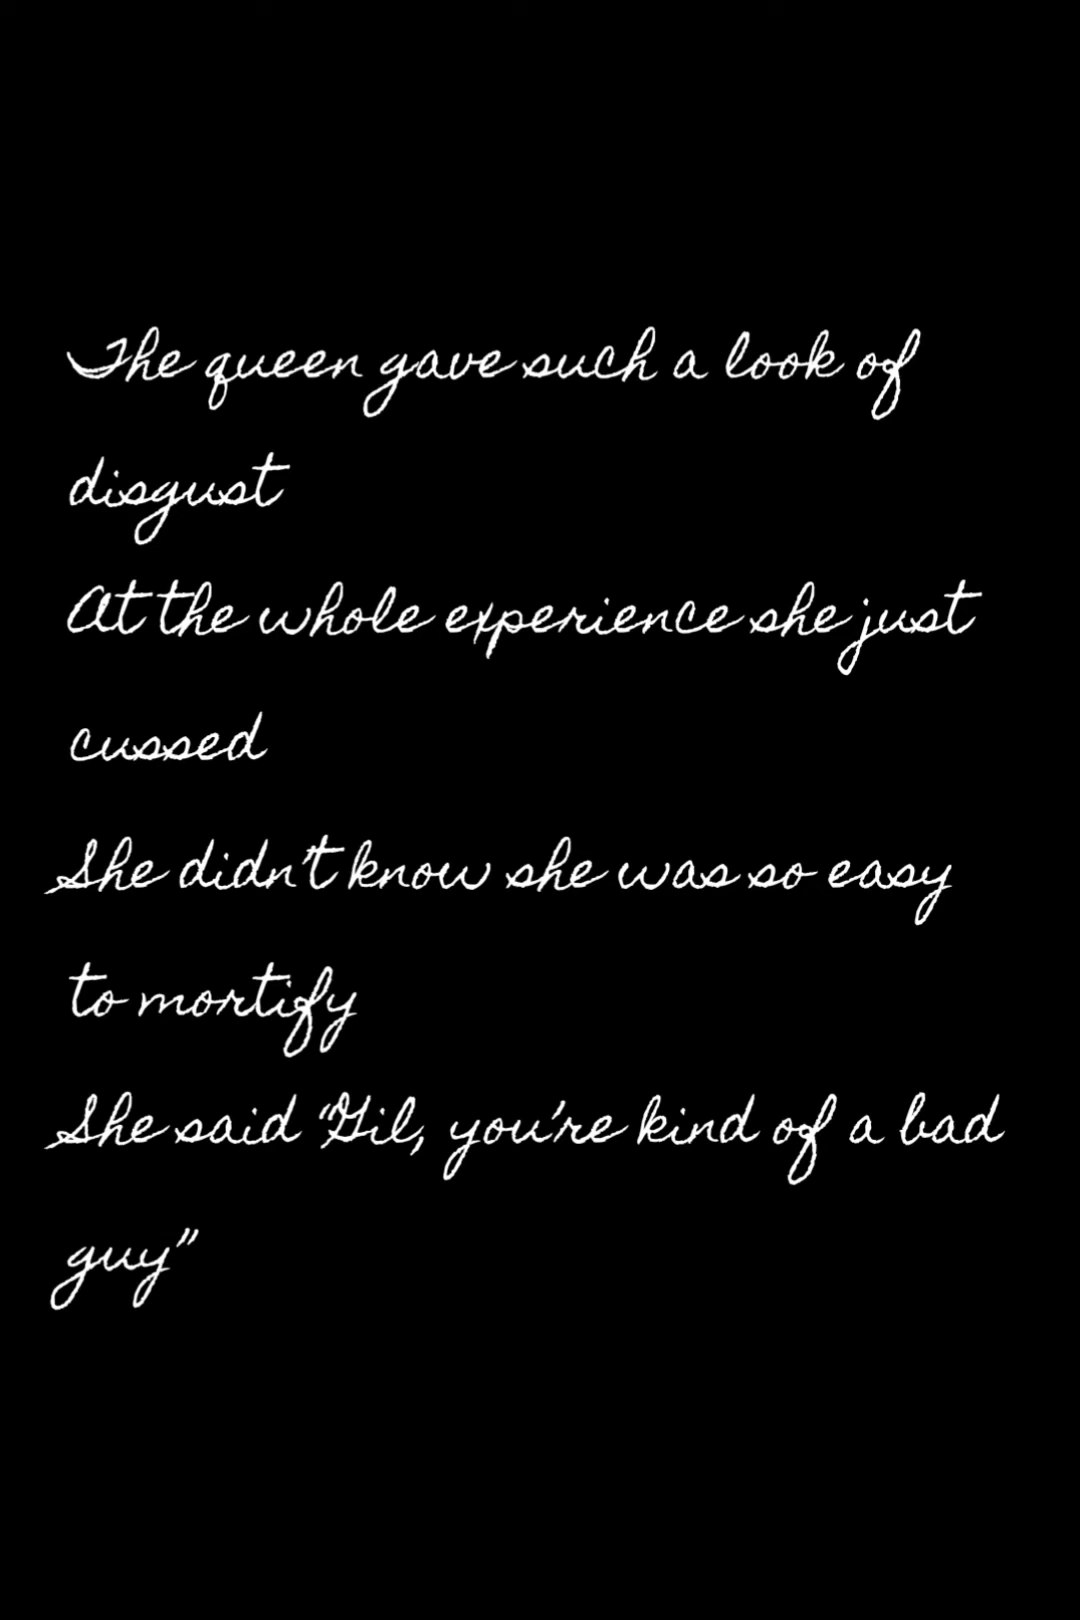 The queen gave such a look of
disgust
At the whole experience she just
cussed
She didn't know she was so easy
to mortify
She said "Gil, you're kind of a bad
guy"